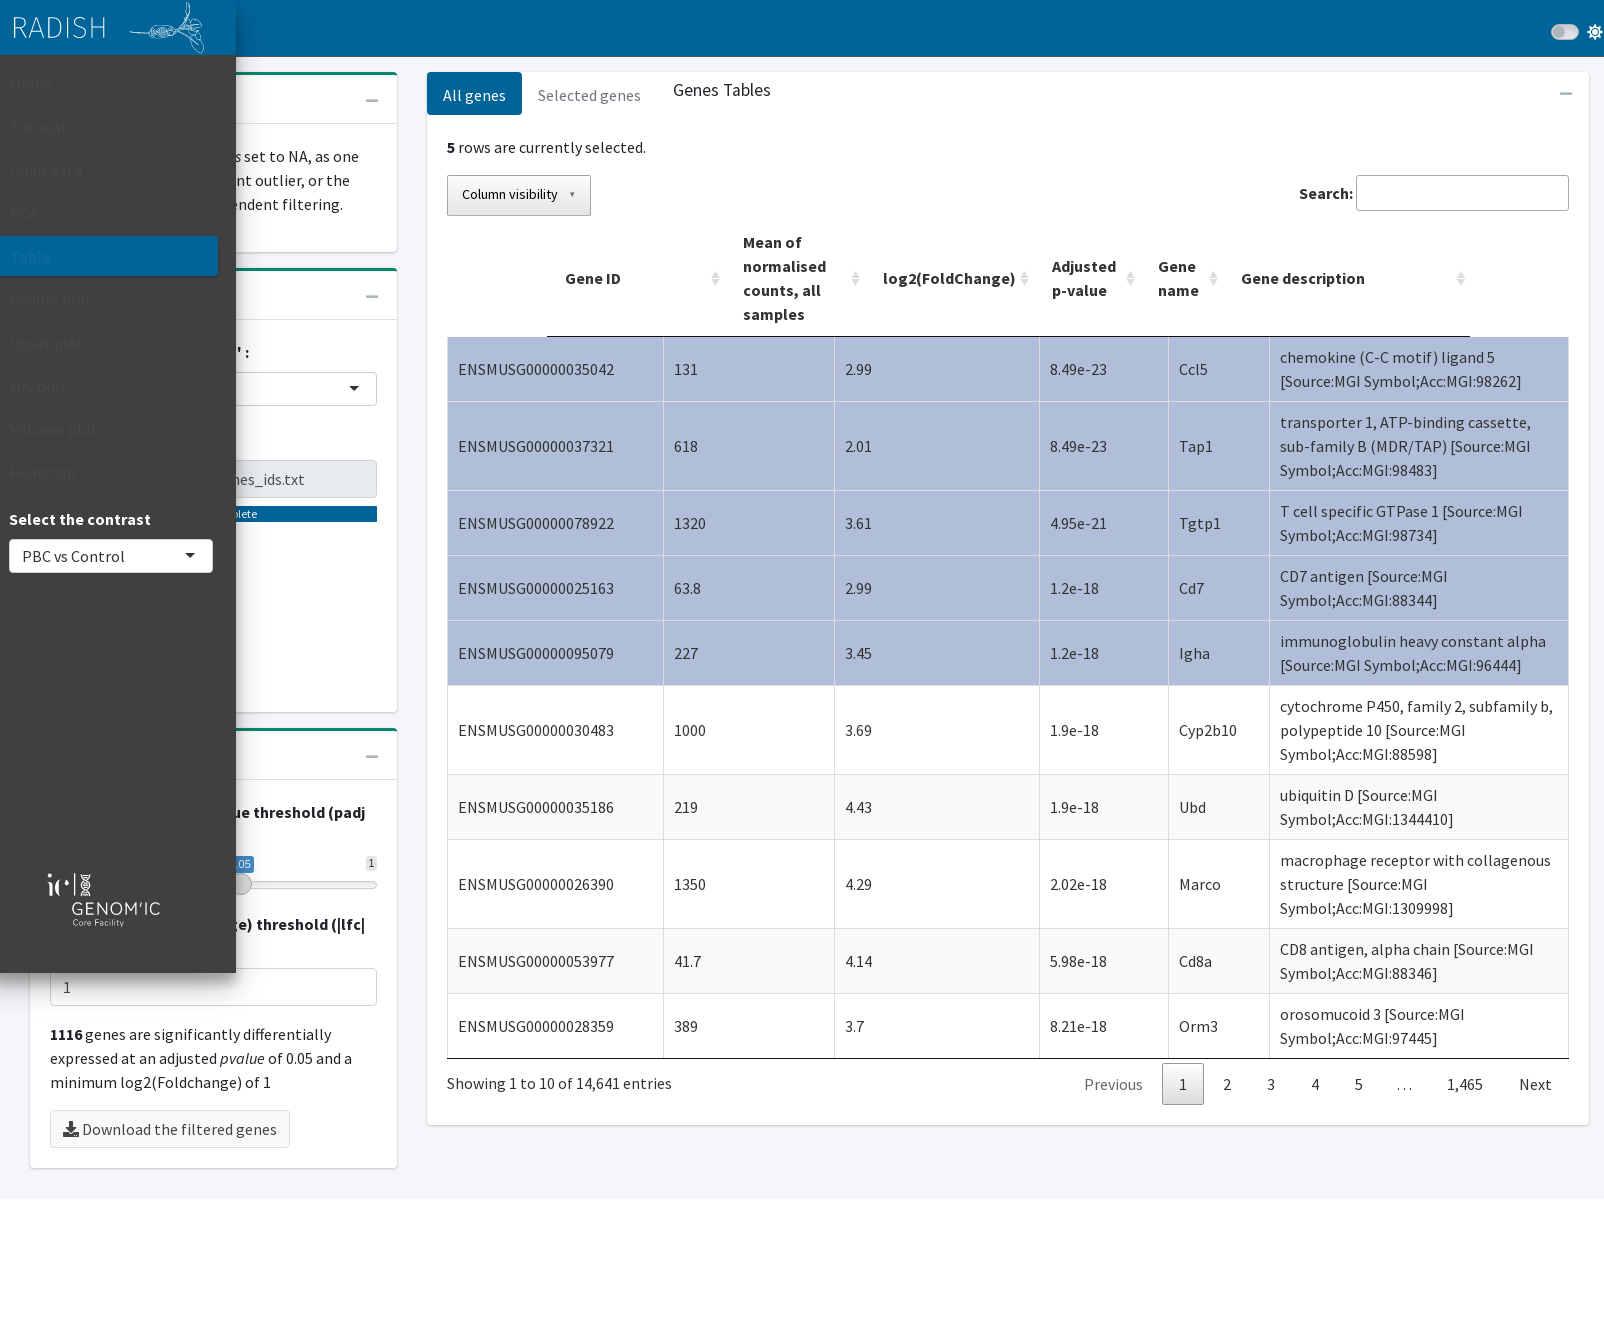 RADISH
Home
Tutorial
Input data
PCA
Table
Counts plot
Upset plot
MA-plot
Volcano plot
Heatmap
Select the contrast
PBC vs Control
ic
GENOM'IC
Core Facility
set to NA, as one
outlier, or the
filtering.
' :
1
threshold (padj
threshold (|lfc|
1
1116 genes are significantly differentially
expressed at an adjusted pvalue of 0.05 and a
minimum log2(Foldchange) of 1
Download the filtered genes
All genes
Selected genes
Genes Tables
5 rows are currently selected.
Column visibility
Search:
Gene ID
Mean of
normalised
counts, all
samples
log2(FoldChange)
Adjusted
p-value
Gene
name
Gene description
ENSMUSG00000035042 131 2.99 8.49e-23 Ccl5 chemokine (C-C motif) ligand 5
[Source:MGI Symbol;Acc:MGI:98262]
ENSMUSG00000037321 618 2.01 8.49e-23 Tap1 transporter 1, ATP-binding cassette,
sub-family B (MDR/TAP) [Source:MGI
Symbol;Acc:MGI:98483]
ENSMUSG00000078922 1320 3.61 4.95e-21 Tgtp1 T cell specific GTPase 1 [Source:MGI
Symbol;Acc:MGI:98734]
ENSMUSG00000025163 63.8 2.99 1.2e-18 Cd7 CD7 antigen [Source:MGI
Symbol;Acc:MGI:88344]
ENSMUSG00000095079 227 3.45 1.2e-18 Igha immunoglobulin heavy constant alpha
[Source:MGI Symbol;Acc:MGI:96444]
ENSMUSG00000030483 1000 3.69 1.9e-18 Cyp2b10 cytochrome P450, family 2, subfamily b,
polypeptide 10 [Source:MGI
Symbol;Acc:MGI:88598]
ENSMUSG00000035186 219 4.43 1.9e-18 Ubd ubiquitin D [Source:MGI
Symbol;Acc:MGI:1344410]
ENSMUSG00000026390 1350 4.29 2.02e-18 Marco macrophage receptor with collagenous
structure [Source:MGI
Symbol;Acc:MGI:1309998]
ENSMUSG00000053977 41.7 4.14 5.98e-18 Cd8a CD8 antigen, alpha chain [Source:MGI
Symbol;Acc:MGI:88346]
ENSMUSG00000028359 389 3.7 8.21e-18 Orm3 orosomucoid 3 [Source:MGI
Symbol;Acc:MGI:97445]
Showing 1 to 10 of 14,641 entries
Previous 1 2 3 4 5 … 1,465 Next